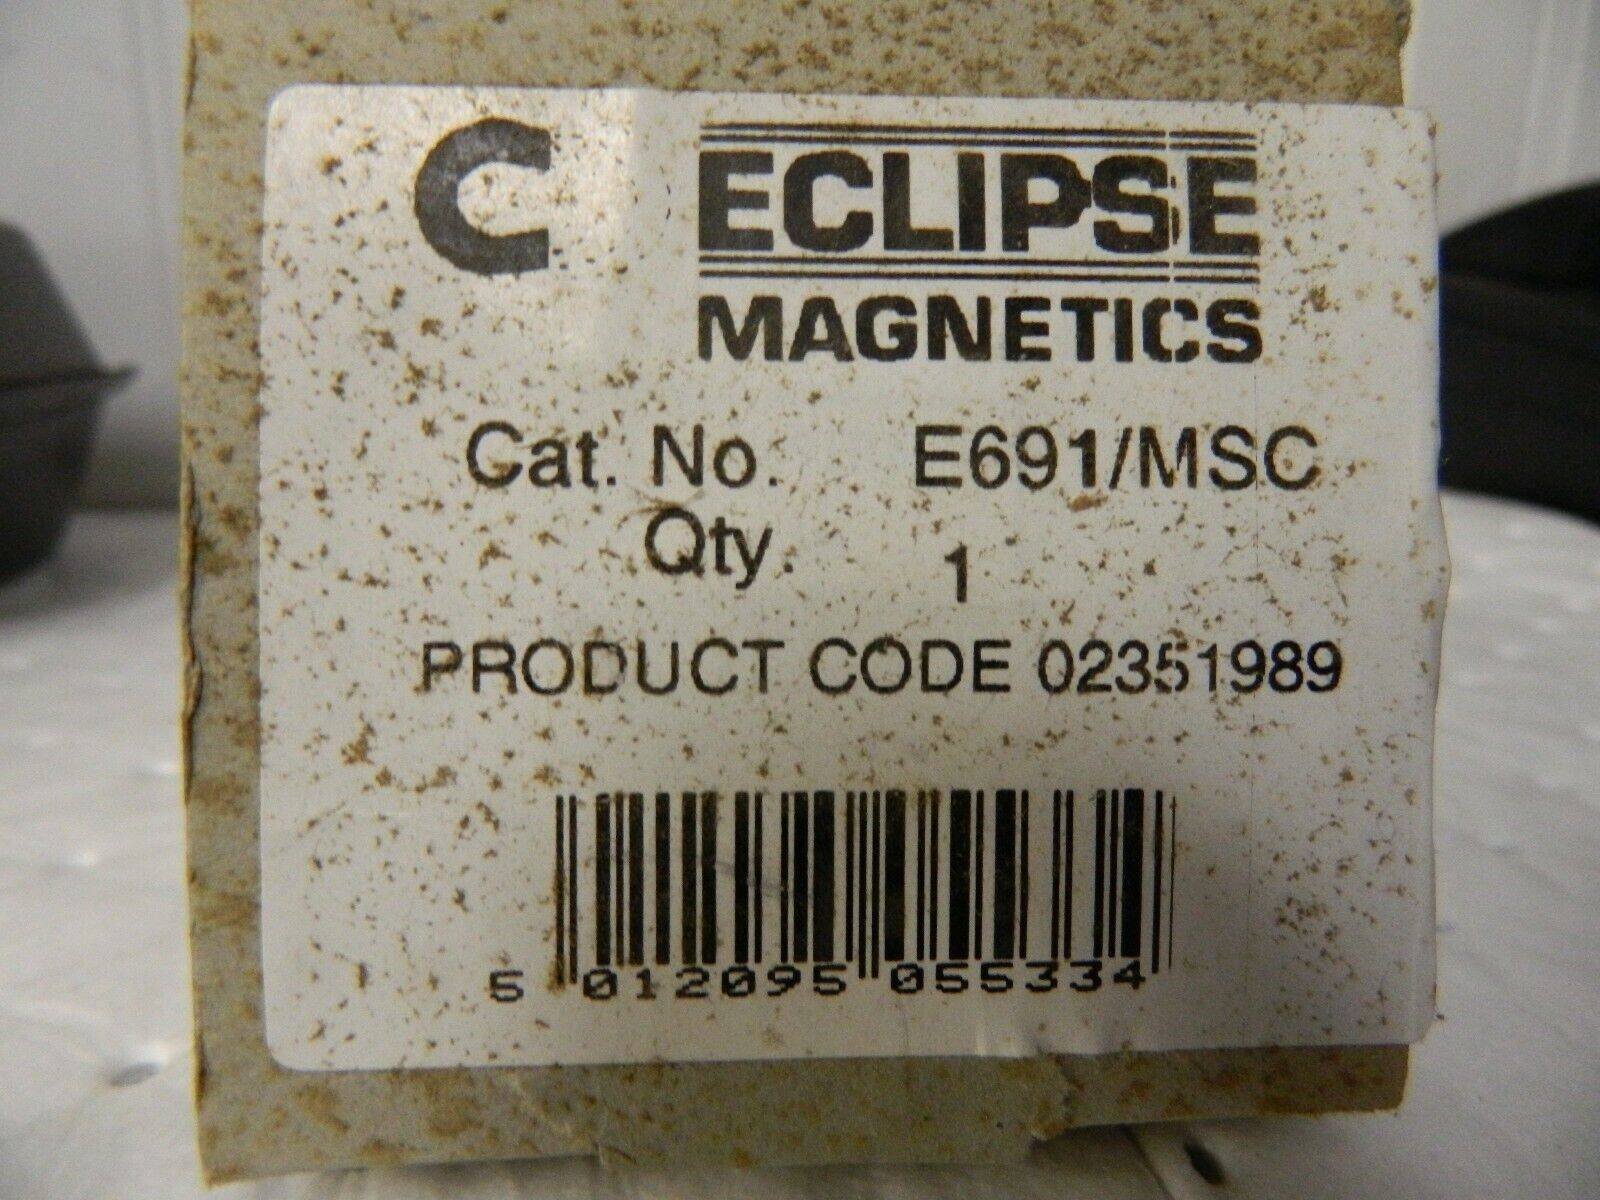 C ECLIPSE
MAGNETICS
Cat. No. E691/MSC
Qty. 1
PRODUCT CODE 02351989
5 012095 055334